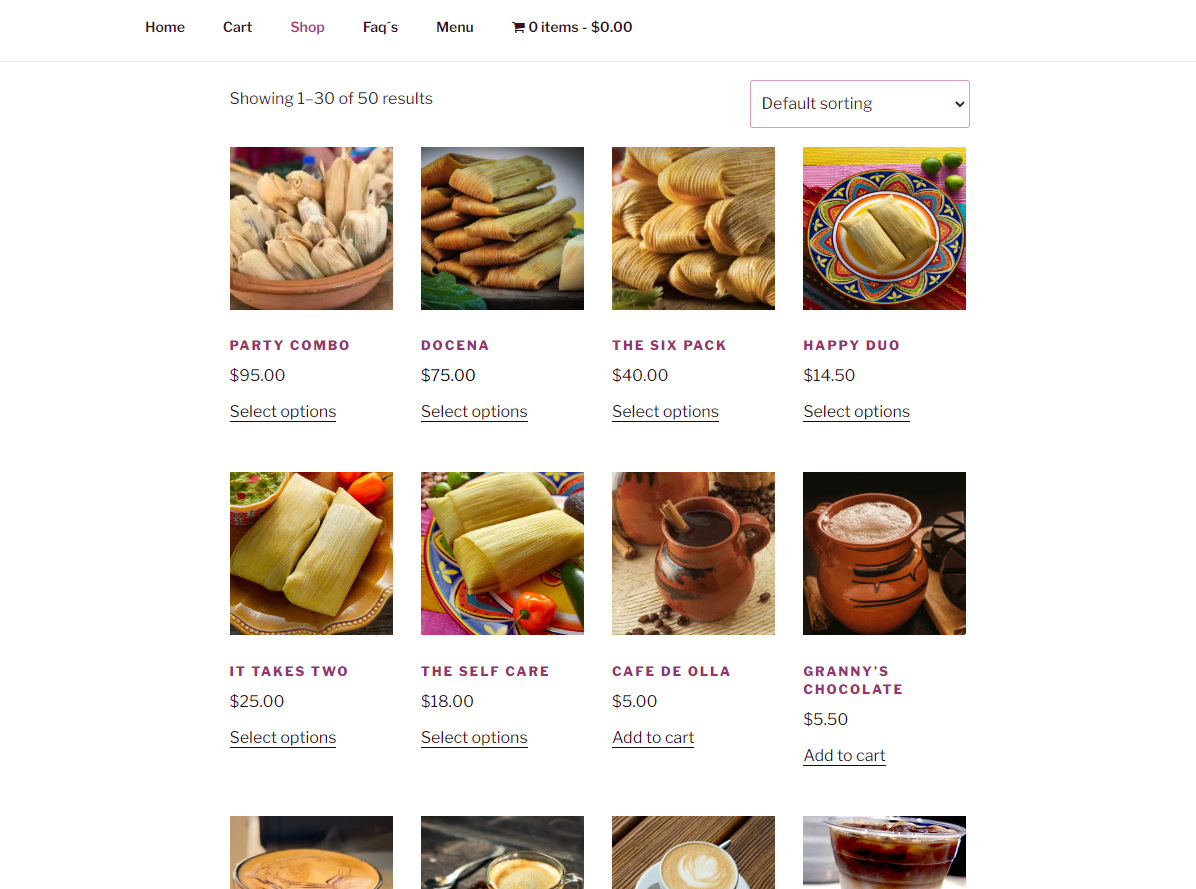 Home Cart Shop Faq´s Menu 0 items - $0.00
Showing 1–30 of 50 results
Default sorting
PARTY COMBO
$95.00
Select options
DOCENA
$75.00
Select options
THE SIX PACK
$40.00
Select options
HAPPY DUO
$14.50
Select options
IT TAKES TWO
$25.00
Select options
THE SELF CARE
$18.00
Select options
CAFE DE OLLA
$5.00
Add to cart
GRANNY’S
CHOCOLATE
$5.50
Add to cart